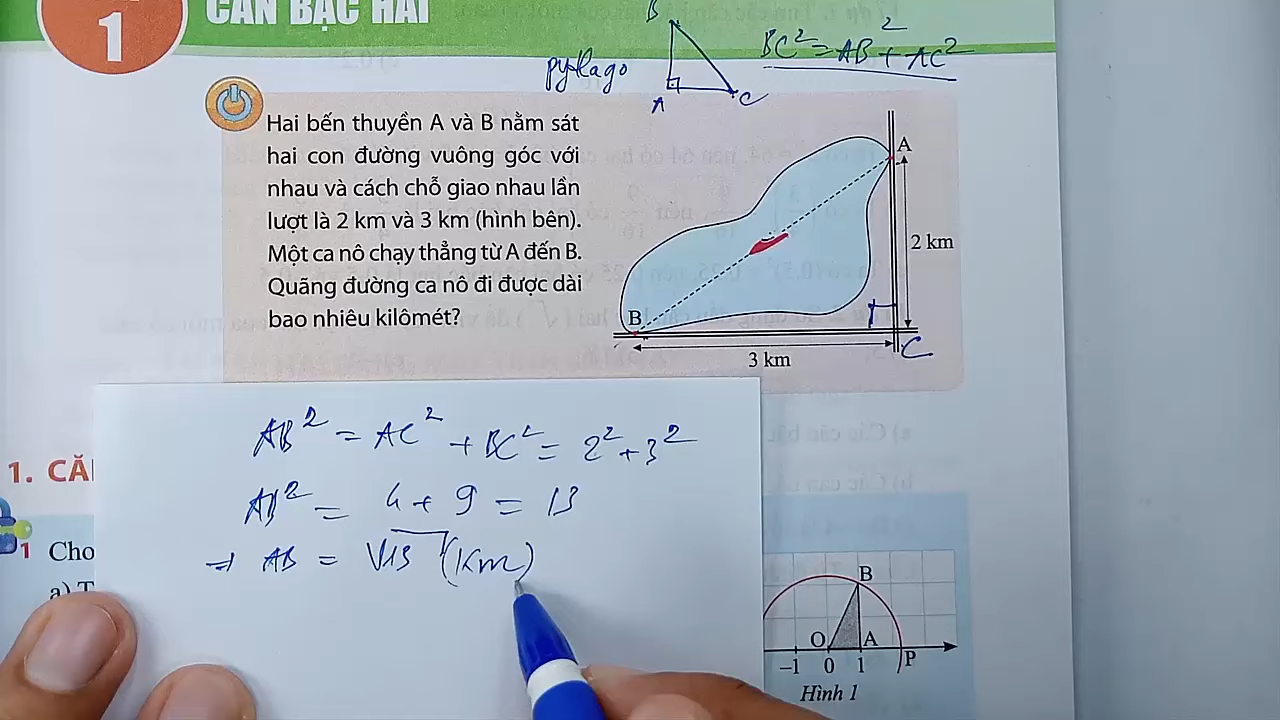 1
CĂN BẬC HAI
pytago
B
A
C
BC² = AB² + AC²
Hai bến thuyền A và B nằm sát
hai con đường vuông góc với
nhau và cách chỗ giao nhau lần
lượt là 2 km và 3 km (hình bên).
Một ca nô chạy thẳng từ A đến B.
Quãng đường ca nô đi được dài
bao nhiêu kilômét?
A
2 km
B
C
3 km
AB² = AC² + BC² = 2² + 3²
AB² = 4 + 9 = 13
⇒ AB = √13 (km)
1. CĂ
1 Cho
a) T
B
O
A
P
-1 0 1
Hình 1